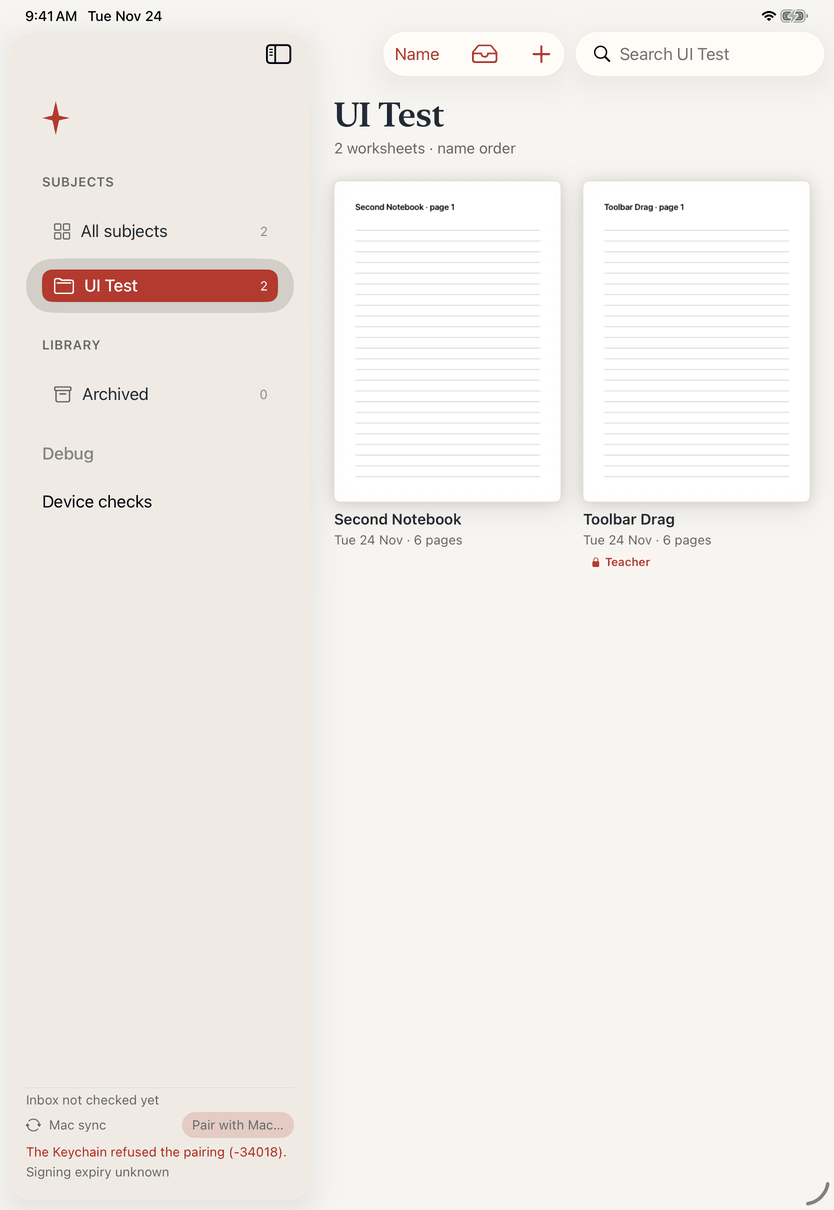 9:41 AM Tue Nov 24
Name
Search UI Test
UI Test
2 worksheets · name order
SUBJECTS
All subjects 2
UI Test 2
LIBRARY
Archived 0
Debug
Device checks
Second Notebook · page 1
Toolbar Drag · page 1
Second Notebook
Tue 24 Nov · 6 pages
Toolbar Drag
Tue 24 Nov · 6 pages
Teacher
Inbox not checked yet
Mac sync
Pair with Mac...
The Keychain refused the pairing (-34018).
Signing expiry unknown